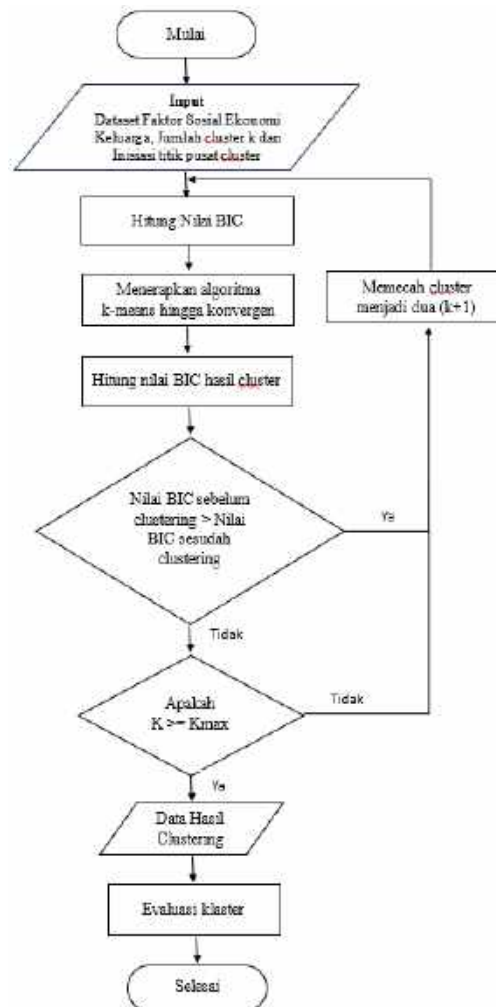 Mulai
Input
Dataset Faktor Sosial Ekonomi
Keluarga, Jumlah cluster k dan
Inisiasi titik pusat cluster
Hitung Nilai BIC
Menerapkan algoritma
k-means hingga konvergen
Memecah cluster
menjadi dua (k+1)
Hitung nilai BIC hasil cluster
Nilai BIC sebelum
clustering > Nilai
BIC sesudah
clustering
Ya
Tidak
Apakah
K >= Kmax
Tidak
Ya
Data Hasil
Clustering
Evaluasi klaster
Selesai